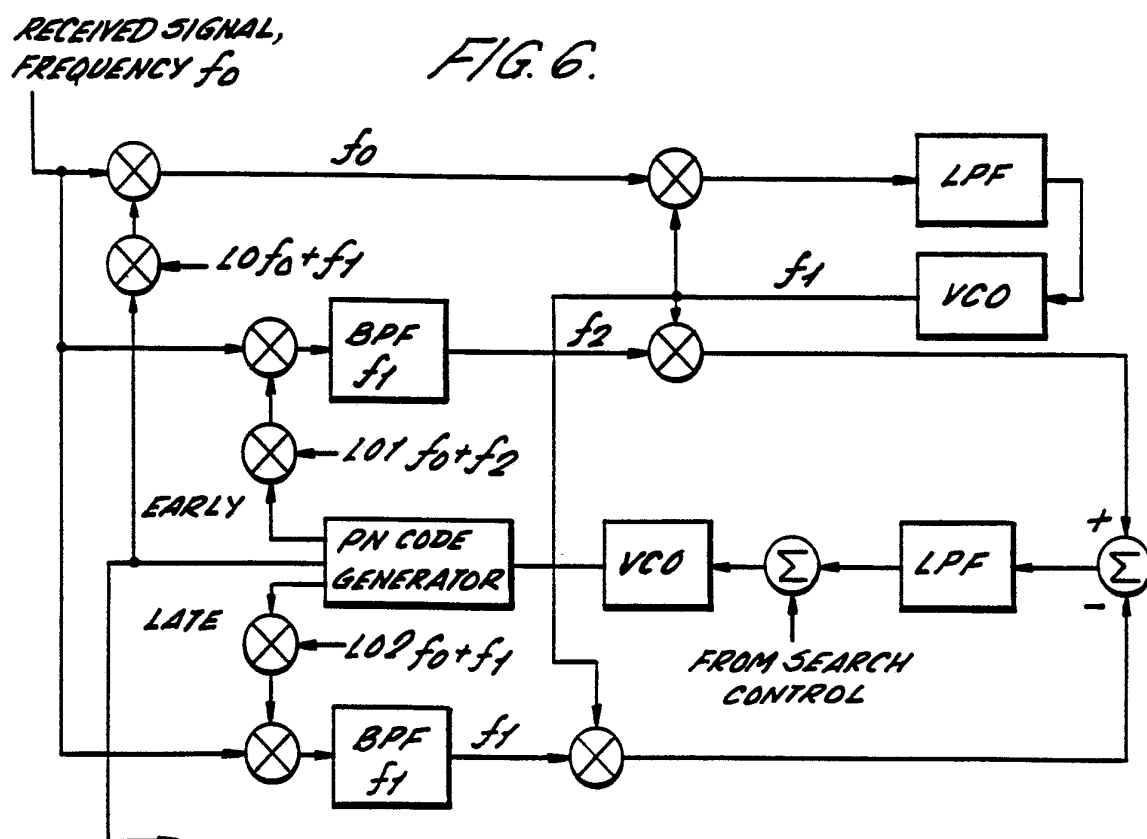 RECEIVED SIGNAL,
FREQUENCY f0
FIG. 6.
f0
LPF
LO f0+f1
f1
VCO
BPF
f1
f2
LO1 f0+f2
EARLY
PN CODE
GENERATOR
VCO
Σ
LPF
+
Σ
-
LATE
LO2 f0+f1
FROM SEARCH
CONTROL
BPF
f1
f1